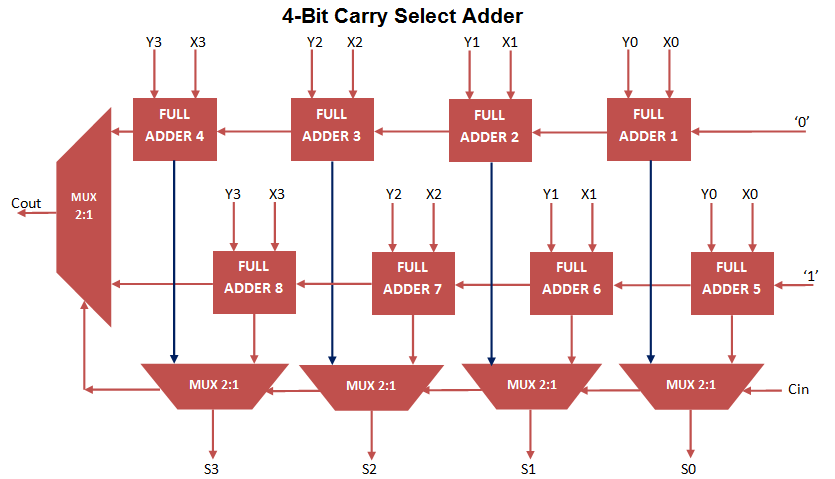 4-Bit Carry Select Adder
Y3 X3 Y2 X2 Y1 X1 Y0 X0
FULL ADDER 4
FULL ADDER 3
FULL ADDER 2
FULL ADDER 1
‘0’
MUX 2:1
Cout
Y3 X3 Y2 X2 Y1 X1 Y0 X0
FULL ADDER 8
FULL ADDER 7
FULL ADDER 6
FULL ADDER 5
‘1’
MUX 2:1
MUX 2:1
MUX 2:1
MUX 2:1
Cin
S3 S2 S1 S0